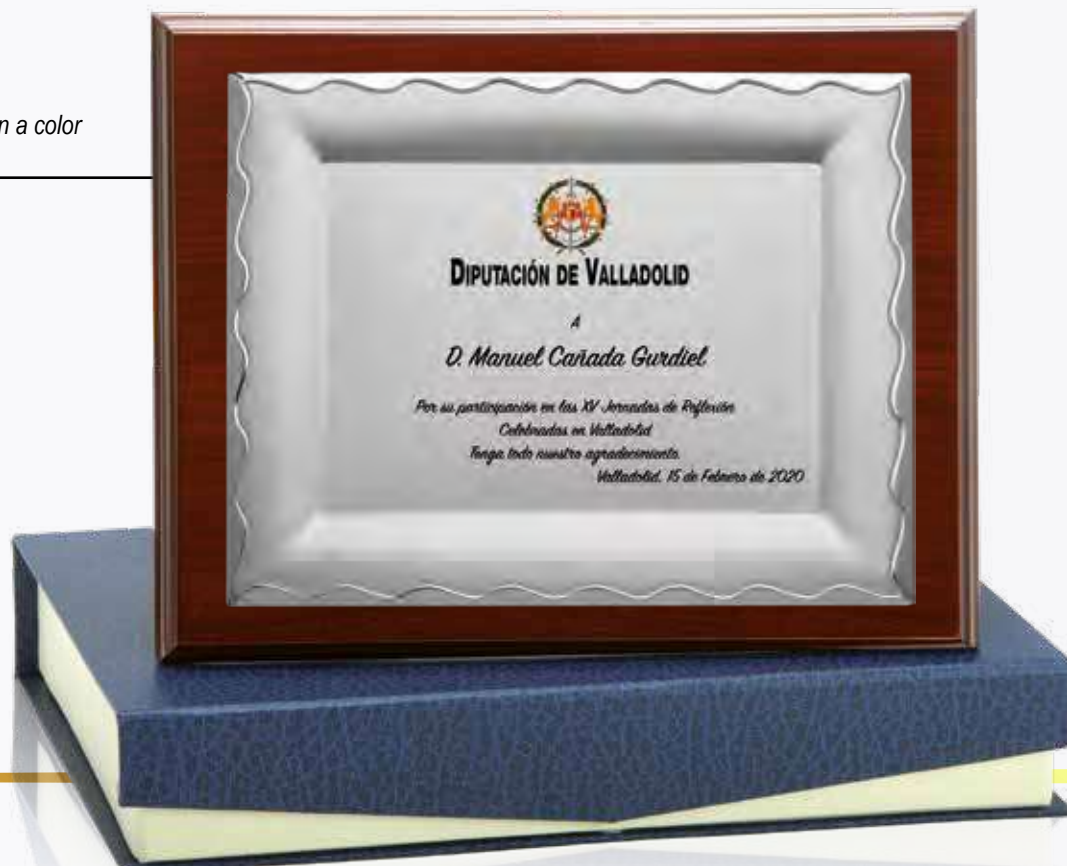 n a color
DIPUTACIÓN DE VALLADOLID
A
D. Manuel Cañada Gurdiel
Por su participación en las XV Jornadas de Reflexión
Celebradas en Valladolid
Tenga todo nuestro agradecimiento.
Valladolid, 15 de Febrero de 2020